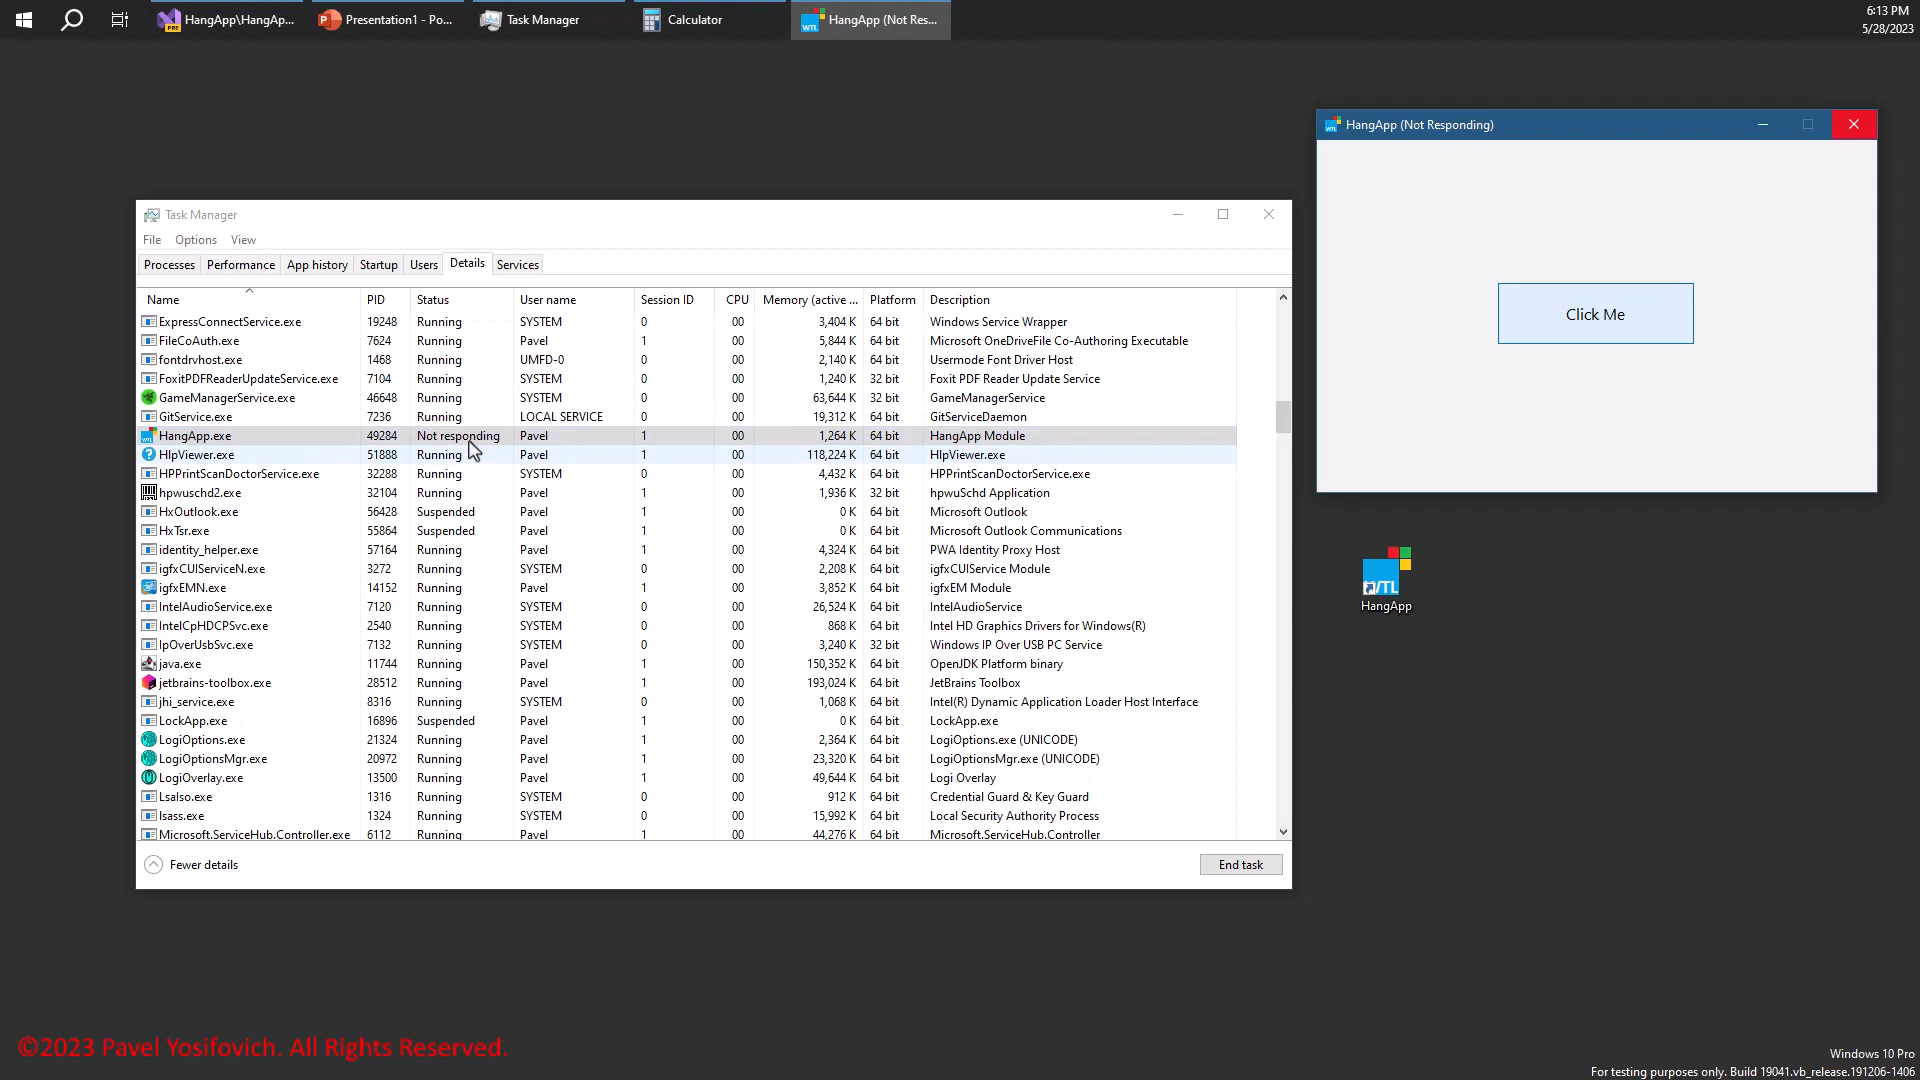 HangApp\HangAp...
Presentation1 - Po...
Task Manager
Calculator
HangApp (Not Res...
6:13 PM
5/28/2023
HangApp (Not Responding)
Click Me
HangApp
Task Manager
File Options View
Processes Performance App history Startup Users Details Services
Name PID Status User name Session ID CPU Memory (active ... Platform Description
ExpressConnectService.exe 19248 Running SYSTEM 0 00 3,404 K 64 bit Windows Service Wrapper
FileCoAuth.exe 7624 Running Pavel 1 00 5,844 K 64 bit Microsoft OneDriveFile Co-Authoring Executable
fontdrvhost.exe 1468 Running UMFD-0 0 00 2,140 K 64 bit Usermode Font Driver Host
FoxitPDFReaderUpdateService.exe 7104 Running SYSTEM 0 00 1,240 K 32 bit Foxit PDF Reader Update Service
GameManagerService.exe 46648 Running SYSTEM 0 00 63,644 K 32 bit GameManagerService
GitService.exe 7236 Running LOCAL SERVICE 0 00 19,312 K 64 bit GitServiceDaemon
HangApp.exe 49284 Not responding Pavel 1 00 1,264 K 64 bit HangApp Module
HlpViewer.exe 51888 Running Pavel 1 00 118,224 K 64 bit HlpViewer.exe
HPPrintScanDoctorService.exe 32288 Running SYSTEM 0 00 4,432 K 64 bit HPPrintScanDoctorService.exe
hpwuschd2.exe 32104 Running Pavel 1 00 1,936 K 32 bit hpwuSchd Application
HxOutlook.exe 56428 Suspended Pavel 1 00 0 K 64 bit Microsoft Outlook
HxTsr.exe 55864 Suspended Pavel 1 00 0 K 64 bit Microsoft Outlook Communications
identity_helper.exe 57164 Running Pavel 1 00 4,324 K 64 bit PWA Identity Proxy Host
igfxCUIServiceN.exe 3272 Running SYSTEM 0 00 2,208 K 64 bit igfxCUIService Module
igfxEMN.exe 14152 Running Pavel 1 00 3,852 K 64 bit igfxEM Module
IntelAudioService.exe 7120 Running SYSTEM 0 00 26,524 K 64 bit IntelAudioService
IntelCpHDCPSvc.exe 2540 Running SYSTEM 0 00 868 K 64 bit Intel HD Graphics Drivers for Windows(R)
IpOverUsbSvc.exe 7132 Running SYSTEM 0 00 3,240 K 32 bit Windows IP Over USB PC Service
java.exe 11744 Running Pavel 1 00 150,352 K 64 bit OpenJDK Platform binary
jetbrains-toolbox.exe 28512 Running Pavel 1 00 193,024 K 64 bit JetBrains Toolbox
jhi_service.exe 8316 Running SYSTEM 0 00 1,068 K 64 bit Intel(R) Dynamic Application Loader Host Interface
LockApp.exe 16896 Suspended Pavel 1 00 0 K 64 bit LockApp.exe
LogiOptions.exe 21324 Running Pavel 1 00 2,364 K 64 bit LogiOptions.exe (UNICODE)
LogiOptionsMgr.exe 20972 Running Pavel 1 00 23,320 K 64 bit LogiOptionsMgr.exe (UNICODE)
LogiOverlay.exe 13500 Running Pavel 1 00 49,644 K 64 bit Logi Overlay
LsaIso.exe 1316 Running SYSTEM 0 00 912 K 64 bit Credential Guard & Key Guard
lsass.exe 1324 Running SYSTEM 0 00 15,992 K 64 bit Local Security Authority Process
Microsoft.ServiceHub.Controller.exe 6112 Running Pavel 1 00 44,276 K 64 bit Microsoft.ServiceHub.Controller
Fewer details
End task
©2023 Pavel Yosifovich. All Rights Reserved.
Windows 10 Pro
For testing purposes only. Build 19041.vb_release.191206-1406